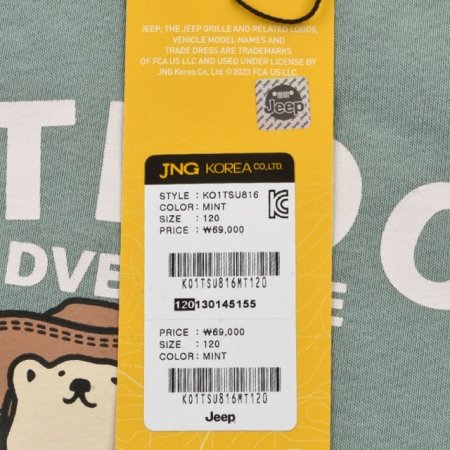 JEEP, THE JEEP GRILLE AND RELATED LOGOS,
VEHICLE MODEL NAMES AND
TRADE DRESS ARE TRADEMARKS
OF FCA US LLC AND USED UNDER LICENSE BY
JNG Korea Co., Ltd. ©2023 FCA US LLC.
Jeep
JNG KOREA CO.,LTD.
STYLE : KO1TSU816
COLOR: MINT
SIZE : 120
PRICE : ₩69,000
KO1TSU816MT120
120130145155
PRICE : ₩69,000
SIZE : 120
COLOR: MINT
KO1TSU816MT120
Jeep